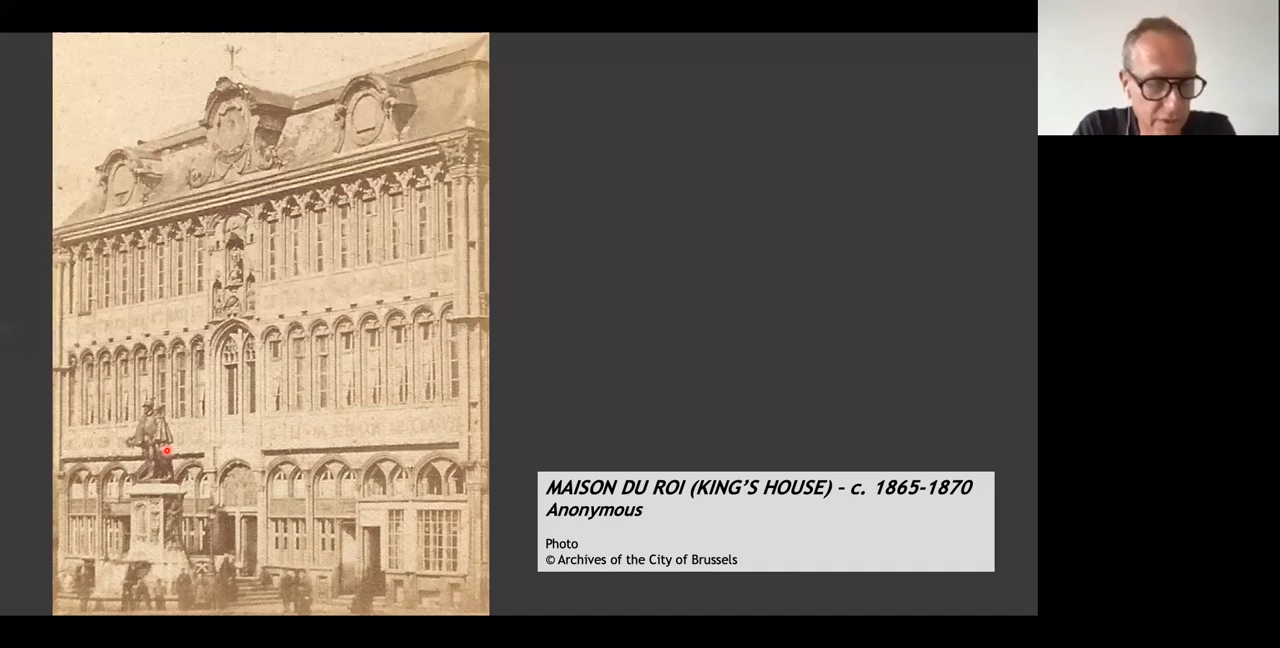 MAISON DU ROI (KING'S HOUSE) - c. 1865-1870
Anonymous
Photo
© Archives of the City of Brussels